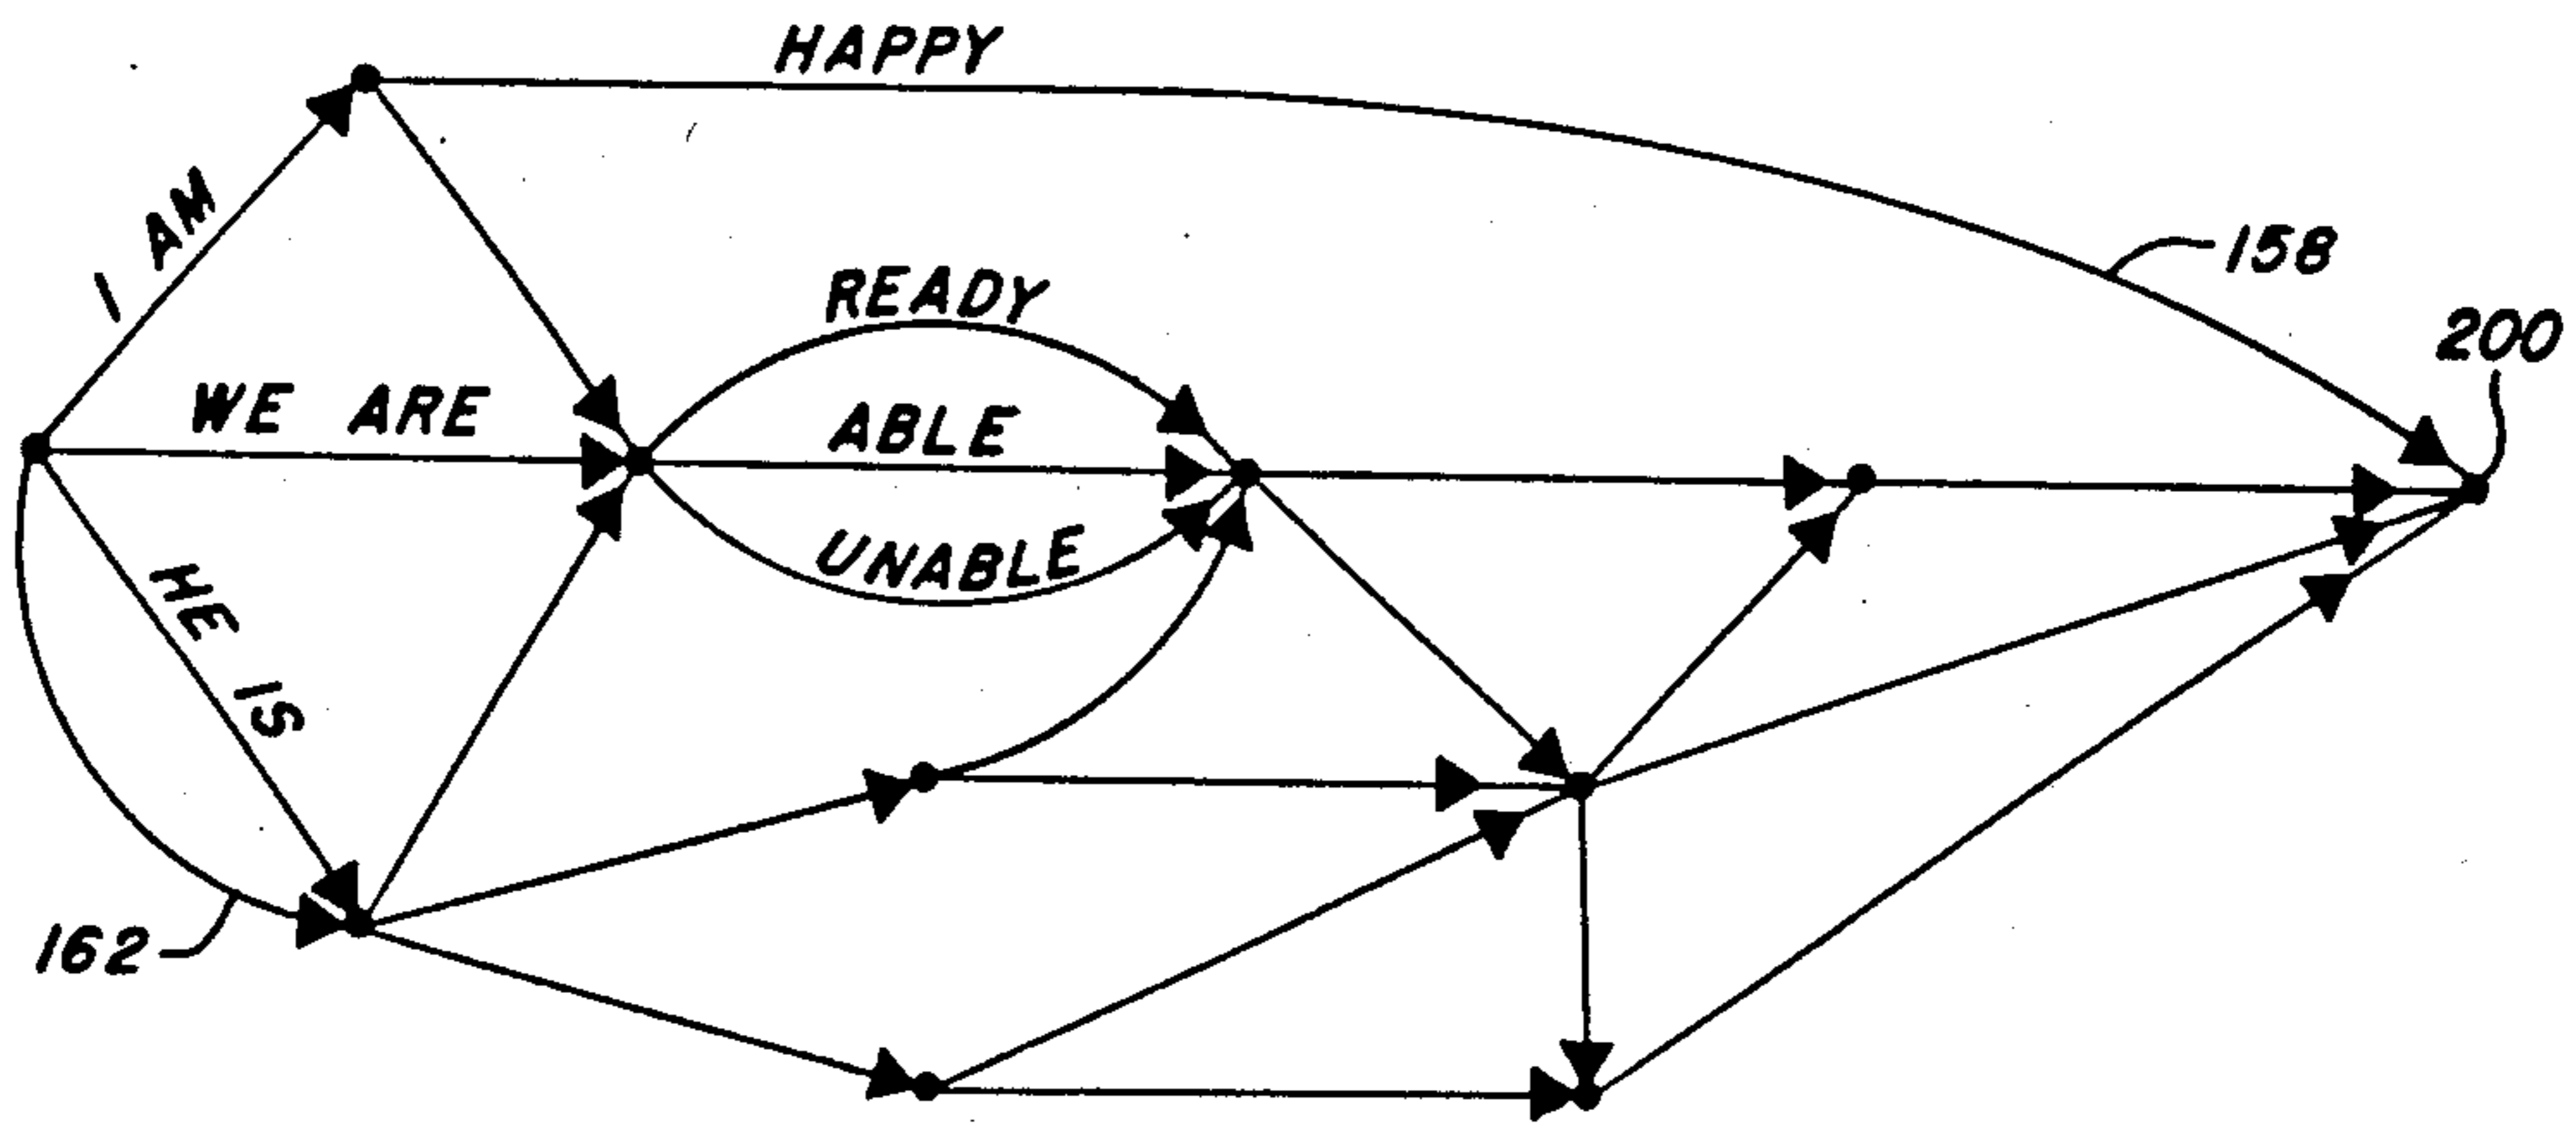 HAPPY
I AM
158
READY
200
WE ARE
ABLE
UNABLE
HE IS
162